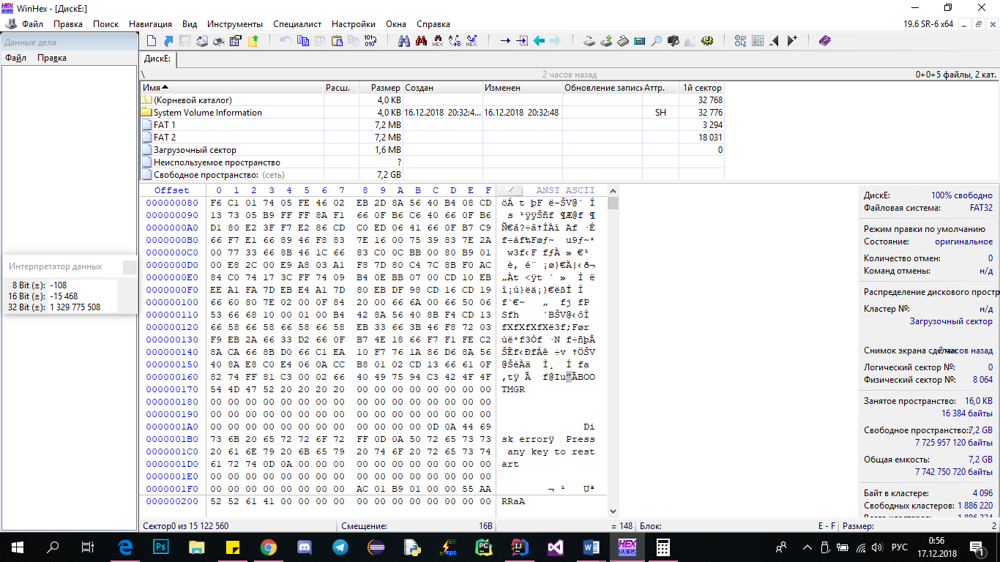 WinHex - [ДискЕ:]
Файл Правка Поиск Навигация Вид Инструменты Специалист Настройки Окна Справка 19.6 SR-6 x64
Данные дела
Файл Правка
ДискЕ:
\ 2 часов назад 0+0+5 файлы, 2 кат.
Имя Расш. Размер Создан Изменен Обновление записи Аттр. 1й сектор
(Корневой каталог) 4,0 KB 32 768
System Volume Information 4,0 KB 16.12.2018 20:32:4... 16.12.2018 20:32:48 SH 32 776
FAT 1 7,2 MB 3 294
FAT 2 7,2 MB 18 031
Загрузочный сектор 1,6 MB 0
Неиспользуемое пространство ?
Свободное пространство: (сеть) 7,2 GB
Offset 0 1 2 3 4 5 6 7 8 9 A B C D E F ANSI ASCII
000000080 F6 C1 01 74 05 FE 46 02 EB 2D 8A 56 40 B4 08 CD öÁ t þF ë-ŠV@´ Í
000000090 13 73 05 B9 FF FF 8A F1 66 0F B6 C6 40 66 0F B6 s ¹ÿÿŠñf ¶Æ@f ¶
0000000A0 D1 80 E2 3F F7 E2 86 CD C0 ED 06 41 66 0F B7 C9 Ñ€â?÷â†ÍÀí Af ·É
0000000B0 66 F7 E1 66 89 46 F8 83 7E 16 00 75 39 83 7E 2A f÷áf‰Føƒ~ u9ƒ~*
0000000C0 00 77 33 66 8B 46 1C 66 83 C0 0C BB 00 80 B9 01 w3f‹F fƒÀ » €¹
0000000D0 00 E8 2C 00 E9 A8 03 A1 F8 7D 80 C4 7C 8B F0 AC è, é¨ ¡ø}€Ä|‹ð¬
0000000E0 84 C0 74 17 3C FF 74 09 B4 0E BB 07 00 CD 10 EB „Àt <ÿt ´ » Í ë
0000000F0 EE A1 FA 7D EB E4 A1 7D 80 EB DF 98 CD 16 CD 19 î¡ú}ëä¡}€ëß˜Í Í
000000100 66 60 80 7E 02 00 0F 84 20 00 66 6A 00 66 50 06 f`€~ „ fj fP
000000110 53 66 68 10 00 01 00 B4 42 8A 56 40 8B F4 CD 13 Sfh ´BŠV@‹ôÍ
000000120 66 58 66 58 66 58 66 58 EB 33 66 3B 46 F8 72 03 fXfXfXfXë3f;Før
000000130 F9 EB 2A 66 33 D2 66 0F B7 4E 18 66 F7 F1 FE C2 ùë*f3Òf ·N f÷ñþÂ
000000140 8A CA 66 8B D0 66 C1 EA 10 F7 76 1A 86 D6 8A 56 ŠÊf‹ÐfÁê ÷v †ÖŠV
000000150 40 8A E8 C0 E4 06 0A CC B8 01 02 CD 13 66 61 0F @ŠèÀä Ì¸ Í fa
000000160 82 74 FF 81 C3 00 02 66 40 49 75 94 C3 42 4F 4F ‚tÿ Ã f@Iu”ÃBOO
000000170 54 4D 47 52 20 20 20 20 00 00 00 00 00 00 00 00 TMGR
000000180 00 00 00 00 00 00 00 00 00 00 00 00 00 00 00 00
000000190 00 00 00 00 00 00 00 00 00 00 00 00 00 00 00 00
0000001A0 00 00 00 00 00 00 00 00 00 00 00 00 0D 0A 44 69 Di
0000001B0 73 6B 20 65 72 72 6F 72 FF 0D 0A 50 72 65 73 73 sk errorÿ Press
0000001C0 20 61 6E 79 20 6B 65 79 20 74 6F 20 72 65 73 74 any key to rest
0000001D0 61 72 74 0D 0A 00 00 00 00 00 00 00 00 00 00 00 art
0000001E0 00 00 00 00 00 00 00 00 00 00 00 00 00 00 00 00
0000001F0 00 00 00 00 00 00 00 00 AC 01 B9 01 00 00 55 AA ¬ ¹ Uª
000000200 52 52 61 41 00 00 00 00 00 00 00 00 00 00 00 00 RRaA
Интерпретатор данных
8 Bit (±): -108
16 Bit (±): -15 468
32 Bit (±): 1 329 775 508
ДискЕ: 100% свободно
Файловая система: FAT32
Режим правки по умолчанию
Состояние: оригинальное
Количество отмен: 0
Команд отмены: н/д
Распределение дискового простр
Кластер №: н/д
Загрузочный сектор
Снимок экрана сделан 2 часов назад
Логический сектор №: 0
Физический сектор №: 8 064
Занятое пространство: 16,0 KB
16 384 байты
Свободное пространство: 7,2 GB
7 725 957 120 байты
Общая емкость: 7,2 GB
7 742 750 720 байты
Байт в кластере: 4 096
Свободных кластеров: 1 886 220
Сектор0 из 15 122 560 Смещение: 16B = 148 Блок: E - F Размер: 2
РУС 0:56
17.12.2018